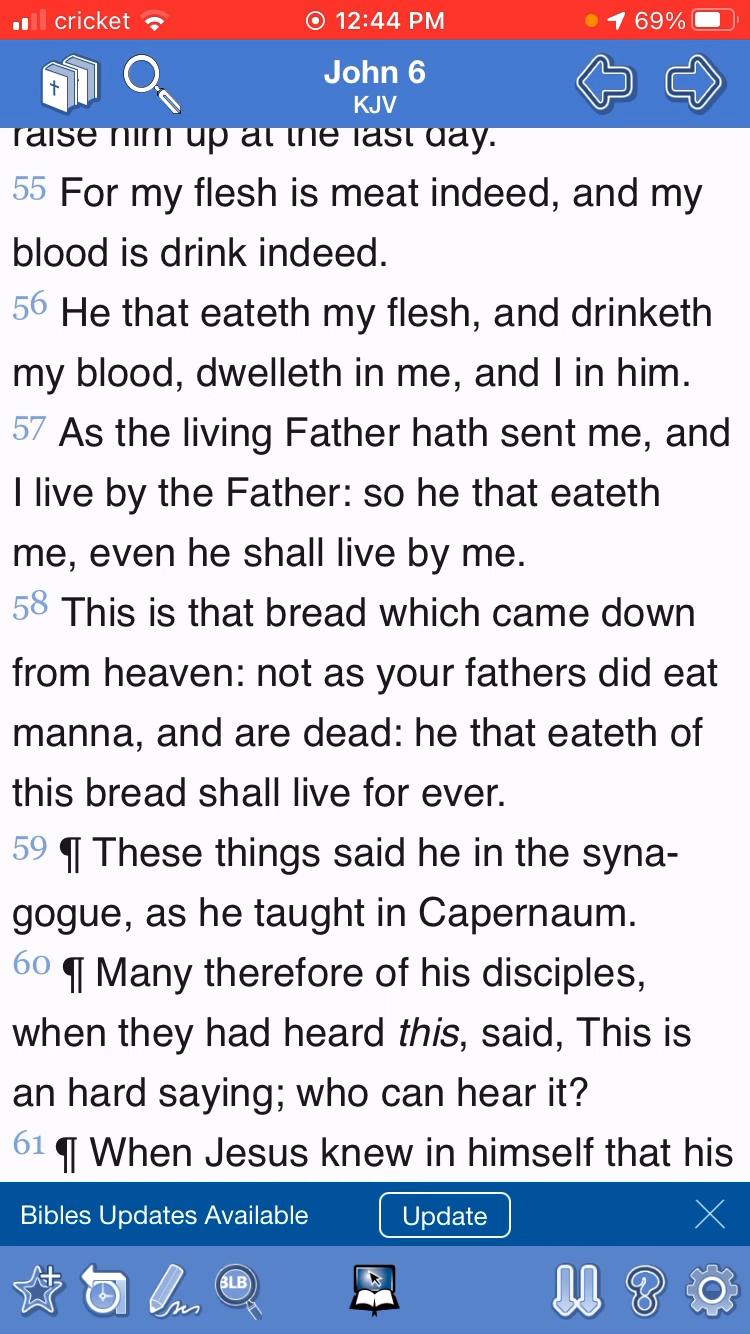 cricket 12:44 PM 69%
John 6
KJV
raise him up at the last day.
55 For my flesh is meat indeed, and my
blood is drink indeed.
56 He that eateth my flesh, and drinketh
my blood, dwelleth in me, and I in him.
57 As the living Father hath sent me, and
I live by the Father: so he that eateth
me, even he shall live by me.
58 This is that bread which came down
from heaven: not as your fathers did eat
manna, and are dead: he that eateth of
this bread shall live for ever.
59 ¶ These things said he in the syna-
gogue, as he taught in Capernaum.
60 ¶ Many therefore of his disciples,
when they had heard this, said, This is
an hard saying; who can hear it?
61 ¶ When Jesus knew in himself that his
Bibles Updates Available Update
BLB